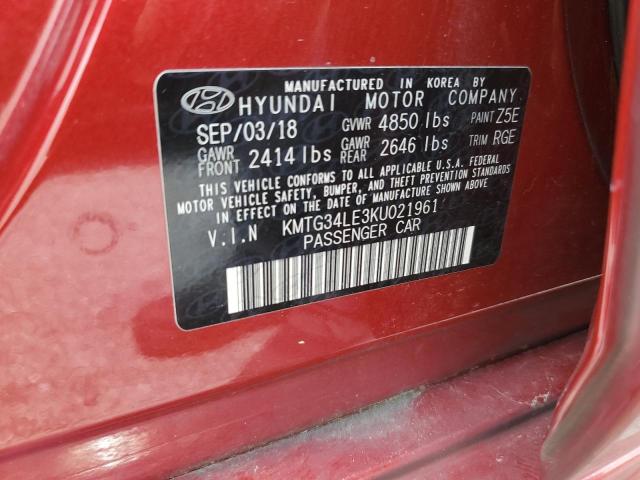 MANUFACTURED IN KOREA BY
HYUNDAI MOTOR COMPANY
SEP/03/18 GVWR 4850 lbs PAINT Z5E
GAWR FRONT 2414 lbs GAWR REAR 2646 lbs TRIM RGE
THIS VEHICLE CONFORMS TO ALL APPLICABLE U.S.A. FEDERAL
MOTOR VEHICLE SAFETY, BUMPER, AND THEFT PREVENTION STANDARDS
IN EFFECT ON THE DATE OF MANUFACTURE SHOWN ABOVE.
V.I.N KMTG34LE3KU021961
PASSENGER CAR